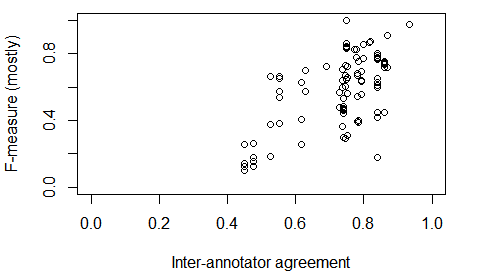 F-measure (mostly)
0.8
0.4
0.0
0.0 0.2 0.4 0.6 0.8 1.0
Inter-annotator agreement